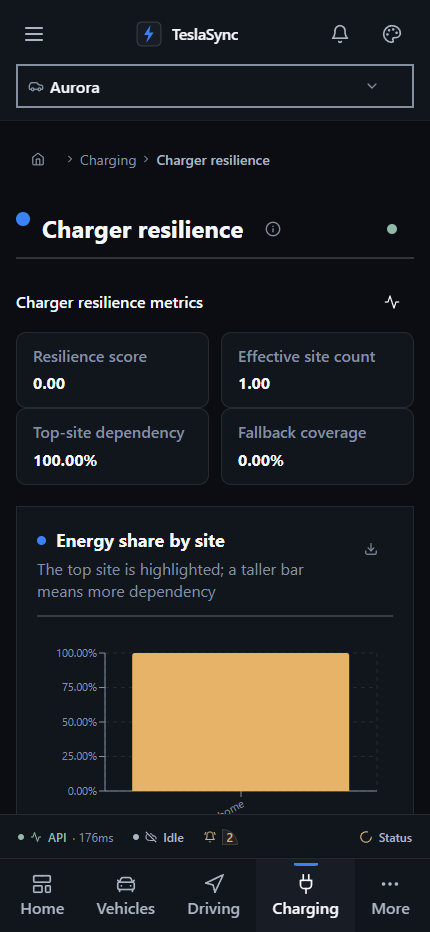 TeslaSync
Aurora
Charging
Charger resilience
Charger resilience
Charger resilience metrics
Resilience score
0.00
Effective site count
1.00
Top-site dependency
100.00%
Fallback coverage
0.00%
Energy share by site
The top site is highlighted; a taller bar
means more dependency
100.00%
75.00%
50.00%
25.00%
0.00%
API · 176ms
Idle
2
Status
Home
Vehicles
Driving
Charging
More